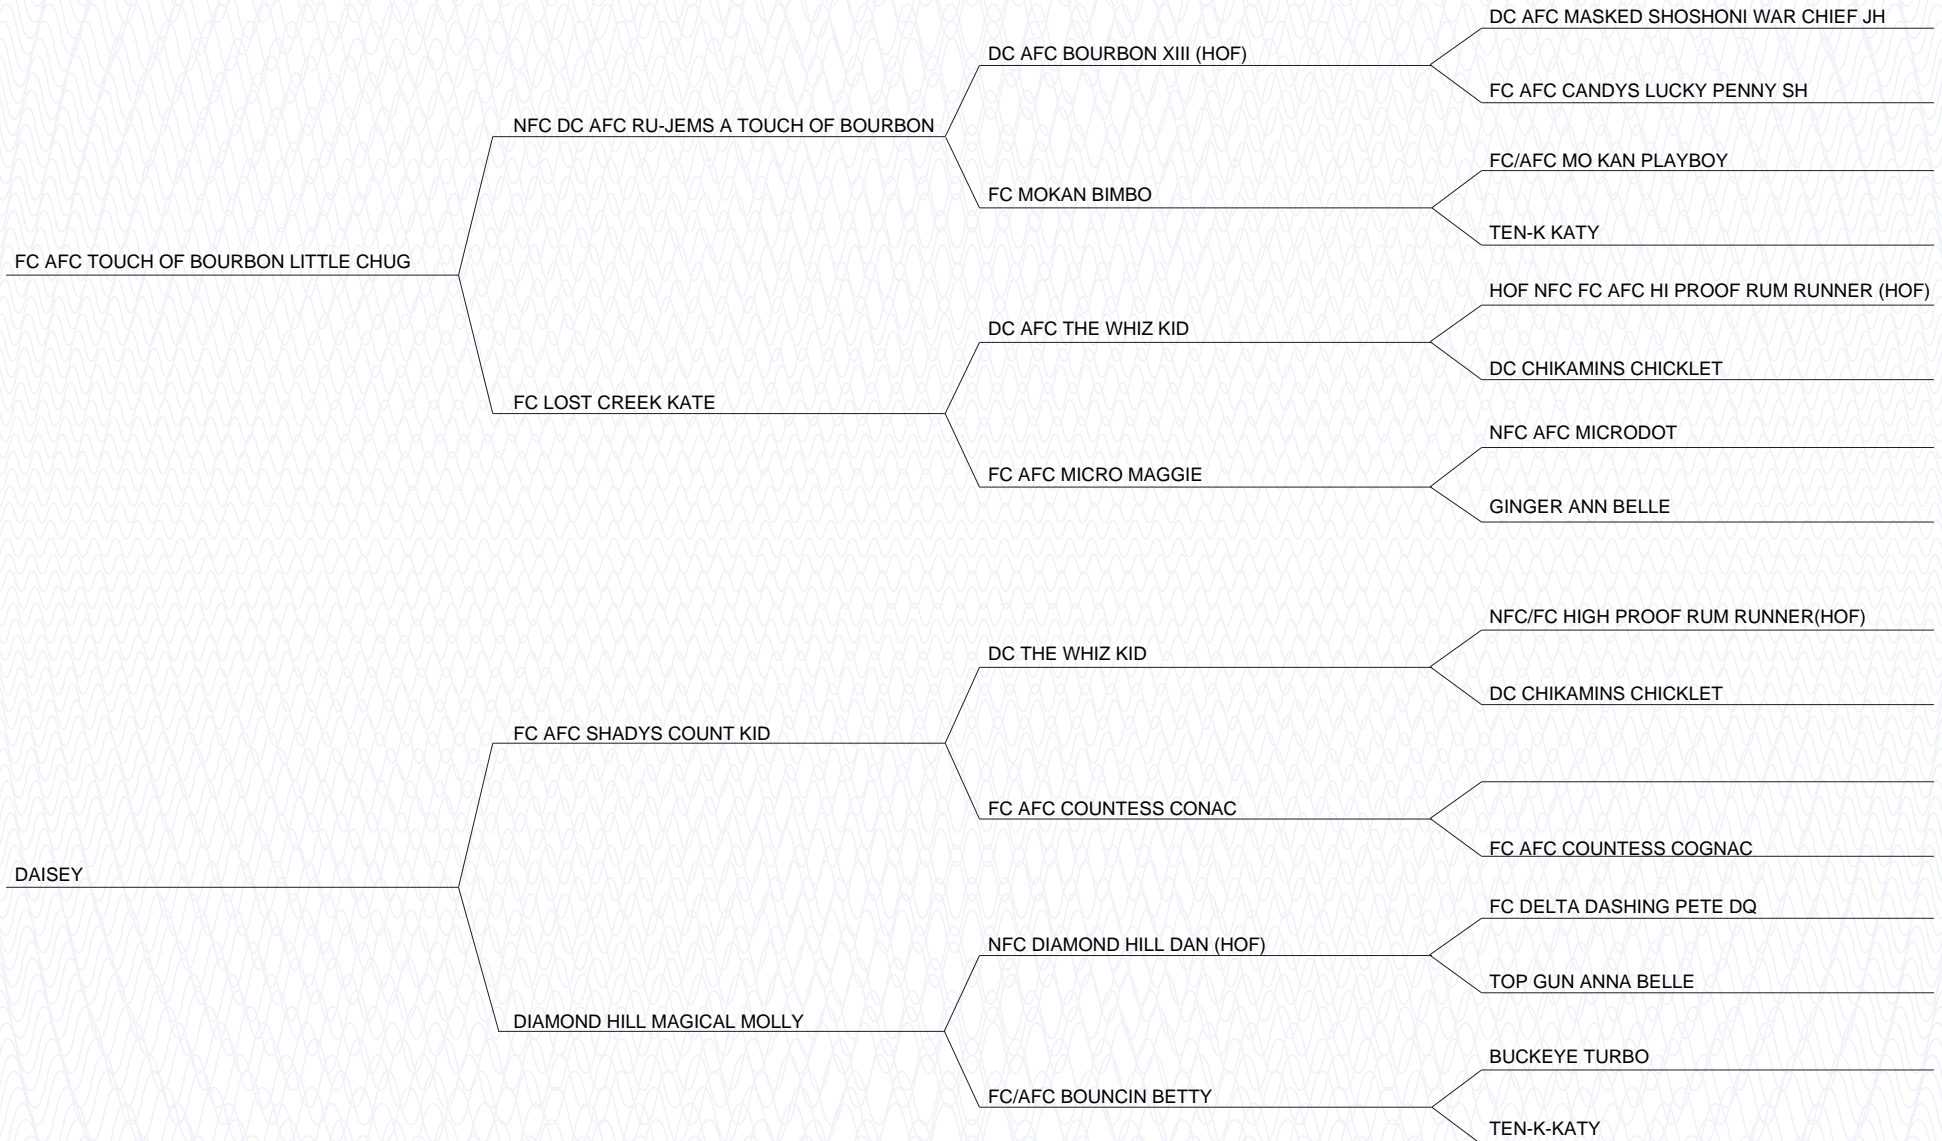 DC AFC MASKED SHOSHONI WAR CHIEF JH
DC AFC BOURBON XIII (HOF)
FC AFC CANDYS LUCKY PENNY SH
NFC DC AFC RU-JEMS A TOUCH OF BOURBON
FC/AFC MO KAN PLAYBOY
FC MOKAN BIMBO
TEN-K KATY
FC AFC TOUCH OF BOURBON LITTLE CHUG
HOF NFC FC AFC HI PROOF RUM RUNNER (HOF)
DC AFC THE WHIZ KID
DC CHIKAMINS CHICKLET
FC LOST CREEK KATE
NFC AFC MICRODOT
FC AFC MICRO MAGGIE
GINGER ANN BELLE
NFC/FC HIGH PROOF RUM RUNNER(HOF)
DC THE WHIZ KID
DC CHIKAMINS CHICKLET
FC AFC SHADYS COUNT KID
FC AFC COUNTESS CONAC
FC AFC COUNTESS COGNAC
DAISEY
FC DELTA DASHING PETE DQ
NFC DIAMOND HILL DAN (HOF)
TOP GUN ANNA BELLE
DIAMOND HILL MAGICAL MOLLY
BUCKEYE TURBO
FC/AFC BOUNCIN BETTY
TEN-K-KATY